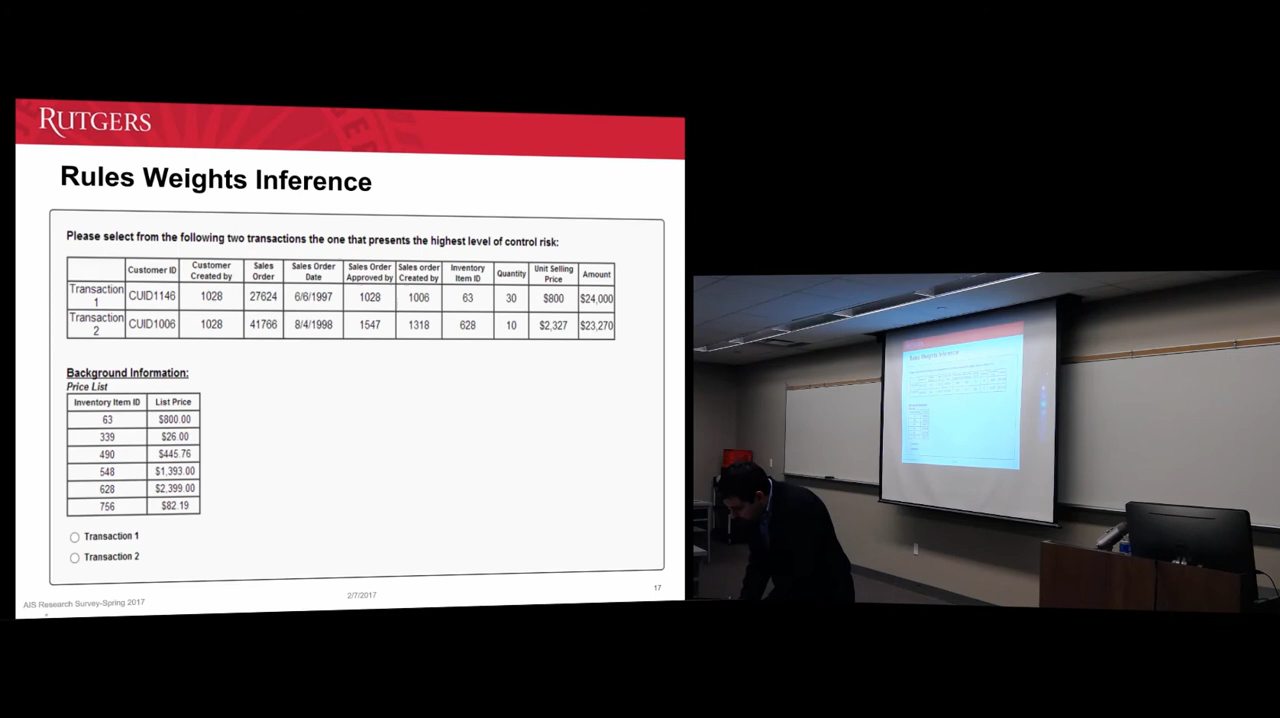 RUTGERS
Rules Weights Inference
Please select from the following two transactions the one that presents the highest level of control risk:
Customer ID Customer Created by Sales Order Sales Order Date Sales Order Approved by Sales order Created by Inventory Item ID Quantity Unit Selling Price Amount
Transaction 1 CUID1146 1028 27624 6/6/1997 1028 1006 63 30 $800 $24,000
Transaction 2 CUID1006 1028 41766 8/4/1998 1547 1318 628 10 $2,327 $23,270
Background Information:
Price List
Inventory Item ID List Price
63 $800.00
339 $26.00
490 $445.76
548 $1,393.00
628 $2,399.00
756 $82.19
Transaction 1
Transaction 2
AIS Research Survey-Spring 2017
2/7/2017
17
Rules Weights Inference